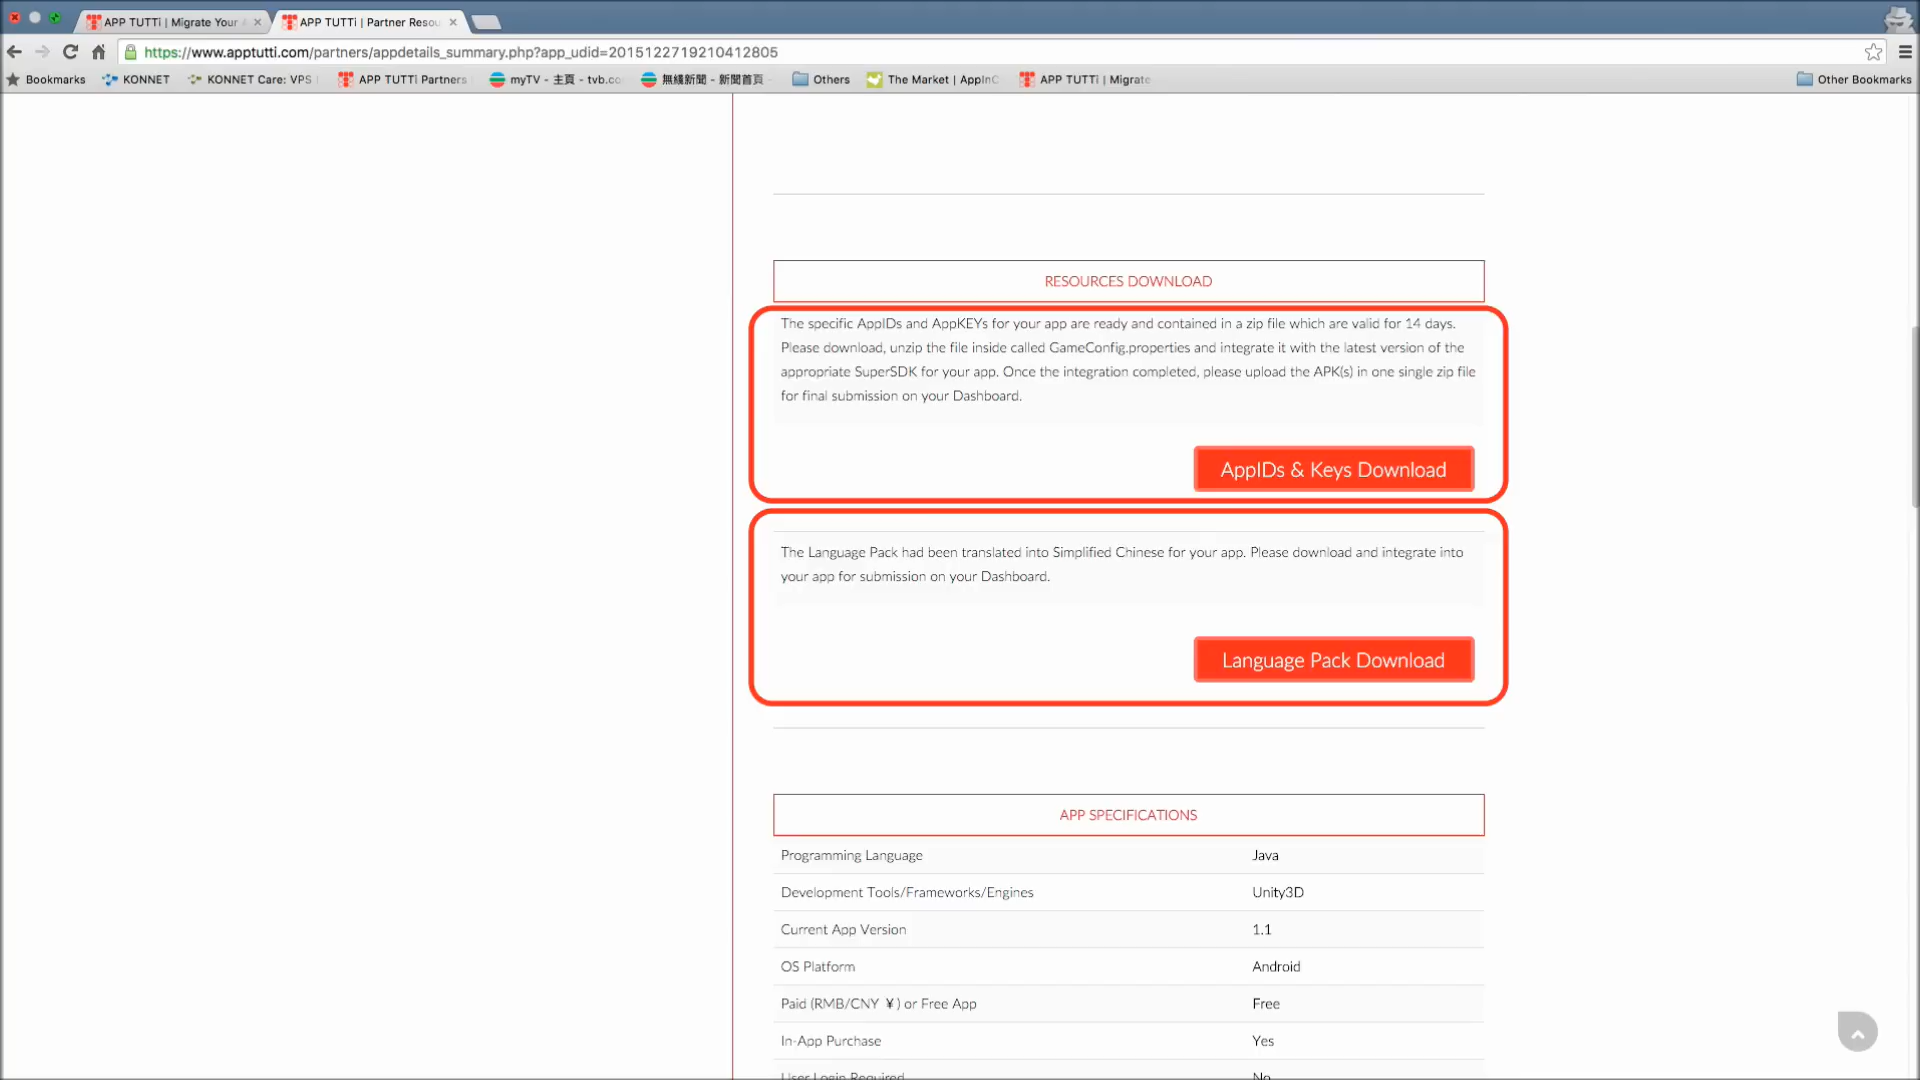 APP TUTTi | Migrate Your
APP TUTTi | Partner Resou
https://www.apptutti.com/partners/appdetails_summary.php?app_udid=2015122719210412805
Bookmarks
KONNET
KONNET Care: VPS
APP TUTTi Partners
myTV - 主頁 - tvb.co
無綫新聞 - 新聞首頁
Others
The Market | AppInC
APP TUTTi | Migrate
Other Bookmarks
RESOURCES DOWNLOAD
The specific AppIDs and AppKEYs for your app are ready and contained in a zip file which are valid for 14 days.
Please download, unzip the file inside called GameConfig.properties and integrate it with the latest version of the
appropriate SuperSDK for your app. Once the integration completed, please upload the APK(s) in one single zip file
for final submission on your Dashboard.
AppIDs & Keys Download
The Language Pack had been translated into Simplified Chinese for your app. Please download and integrate into
your app for submission on your Dashboard.
Language Pack Download
APP SPECIFICATIONS
Programming Language Java
Development Tools/Frameworks/Engines Unity3D
Current App Version 1.1
OS Platform Android
Paid (RMB/CNY ¥) or Free App Free
In-App Purchase Yes
User Login Required No